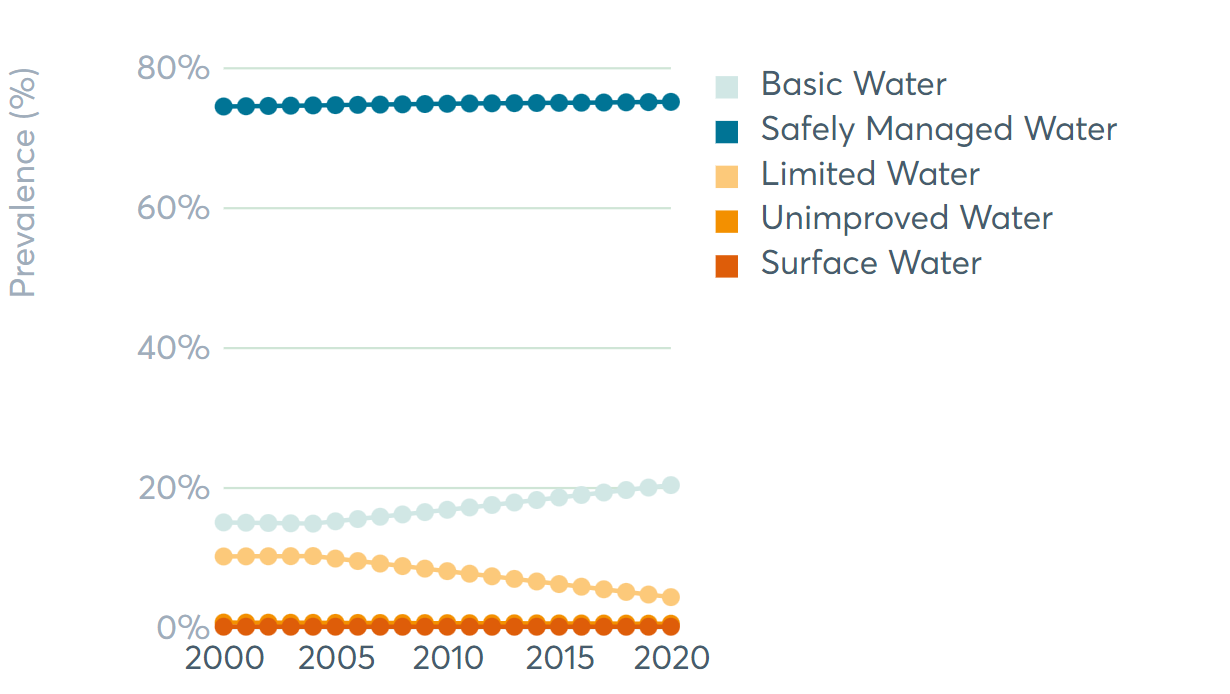 Prevalence (%)
80%
60%
40%
20%
0%
2000 2005 2010 2015 2020
Basic Water
Safely Managed Water
Limited Water
Unimproved Water
Surface Water